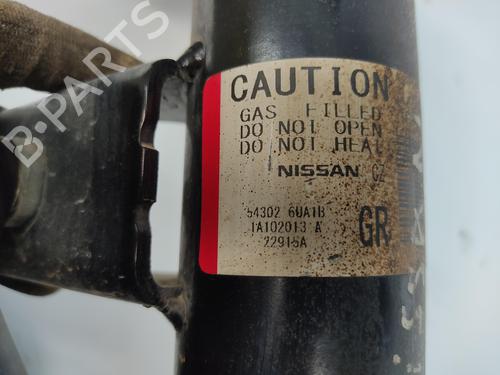 CAUTION
GAS FILLED
DO NOT OPEN
DO NOT HEAT
NISSAN CZ
54302 6UA1B
1A102013 A
22915A
GR
B-PARTS